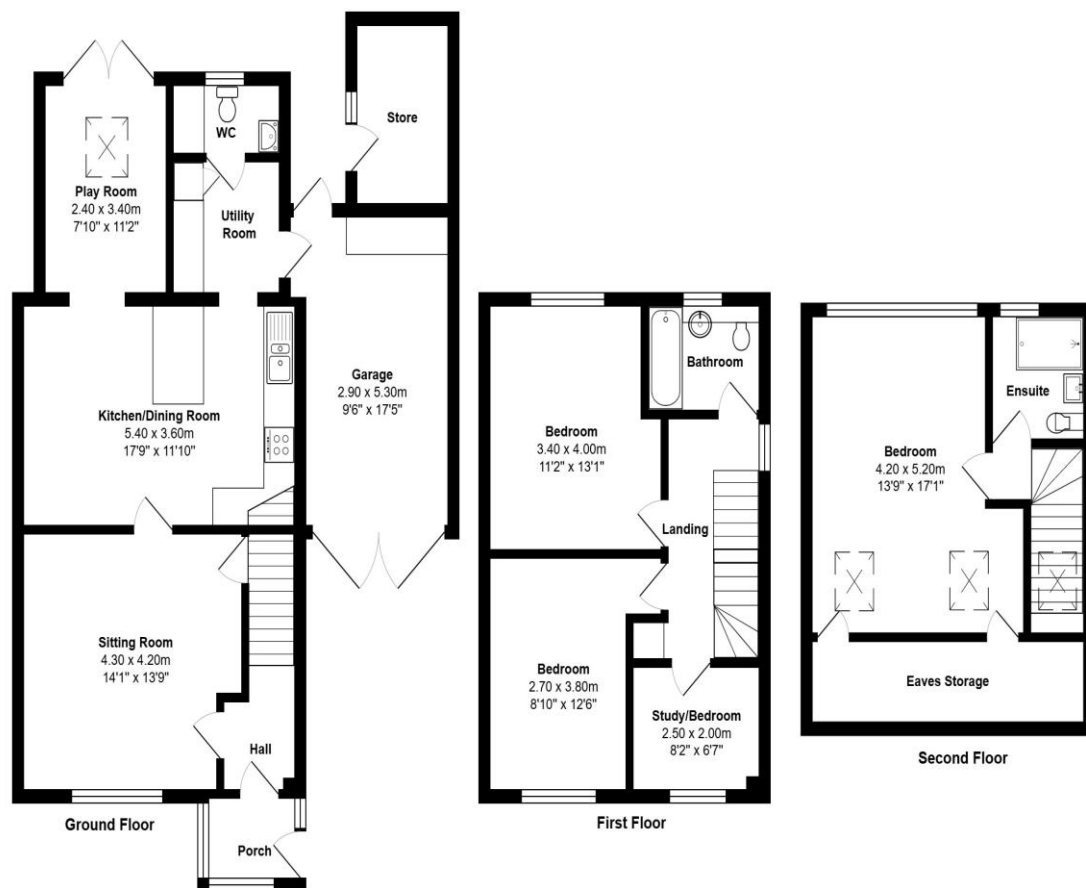 Store
WC
Play Room
2.40 x 3.40m
7'10" x 11'2"
Utility
Room
Garage
2.90 x 5.30m
9'6" x 17'5"
Kitchen/Dining Room
5.40 x 3.60m
17'9" x 11'10"
Sitting Room
4.30 x 4.20m
14'1" x 13'9"
Hall
Porch
Ground Floor
Bathroom
Bedroom
3.40 x 4.00m
11'2" x 13'1"
Landing
Bedroom
2.70 x 3.80m
8'10" x 12'6"
Study/Bedroom
2.50 x 2.00m
8'2" x 6'7"
First Floor
Ensuite
Bedroom
4.20 x 5.20m
13'9" x 17'1"
Eaves Storage
Second Floor